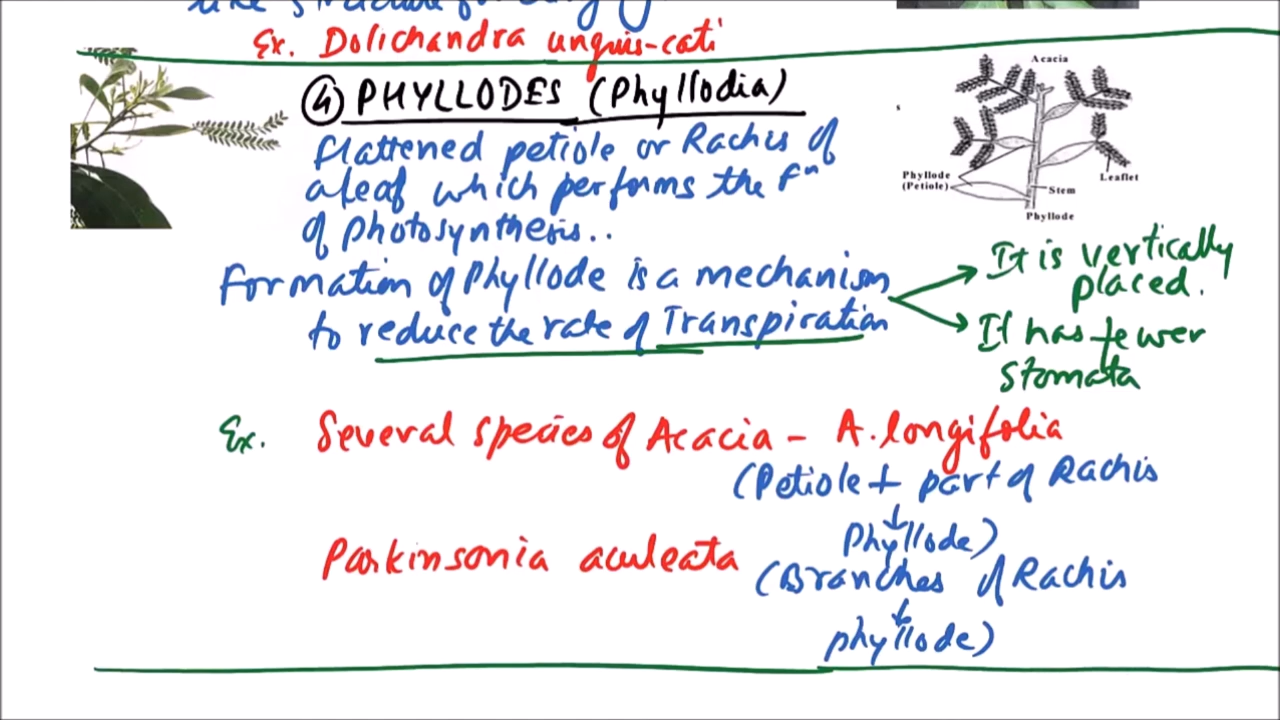 like structure for
Ex. Dolichandra unguis-cati
④ PHYLLODES (Phyllodia)
flattened petiole or Rachis of
a leaf which performs the Fⁿ
of photosynthesis..
Formation of Phyllode is a mechanism
to reduce the rate of Transpiration
It is vertically
placed.
It has fewer
stomata
Acacia
Phyllode
(Petiole)
Leaflet
Stem
Phyllode
Ex. Several species of Acacia - A. longifolia
(Petiole + part of Rachis
↓
Phyllode)
Parkinsonia aculeata
(Branches of Rachis
↓
phyllode)